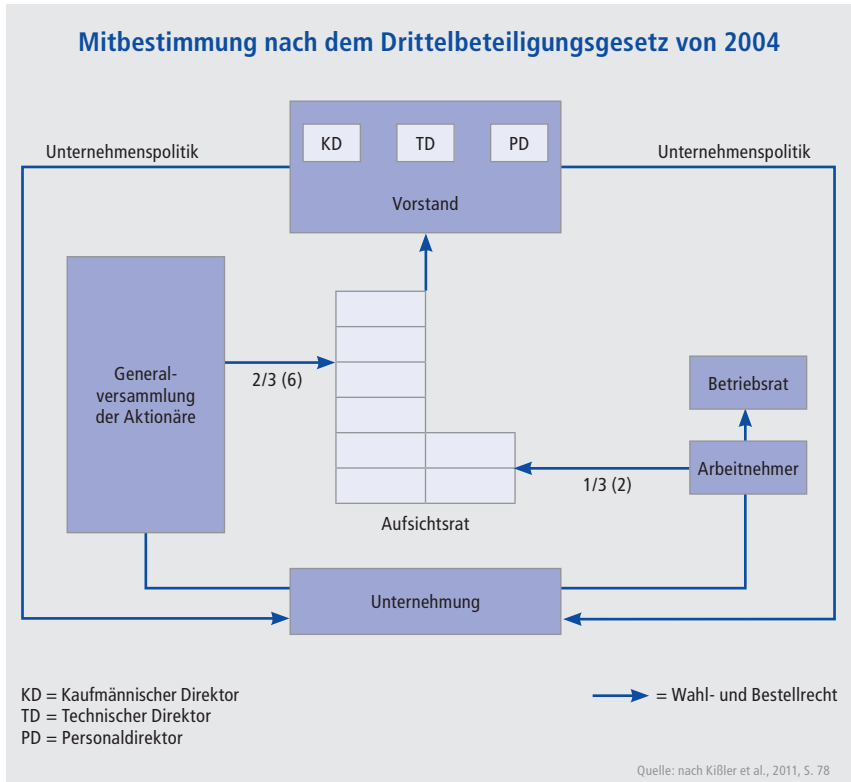 Mitbestimmung nach dem Drittelbeteiligungsgesetz von 2004
KD
TD
PD
Vorstand
Unternehmenspolitik
Unternehmenspolitik
General-
versammlung
der Aktionäre
2/3 (6)
Betriebsrat
Arbeitnehmer
1/3 (2)
Aufsichtsrat
Unternehmung
KD = Kaufmännischer Direktor
TD = Technischer Direktor
PD = Personaldirektor
= Wahl- und Bestellrecht
Quelle: nach Kißler et al., 2011, S. 78